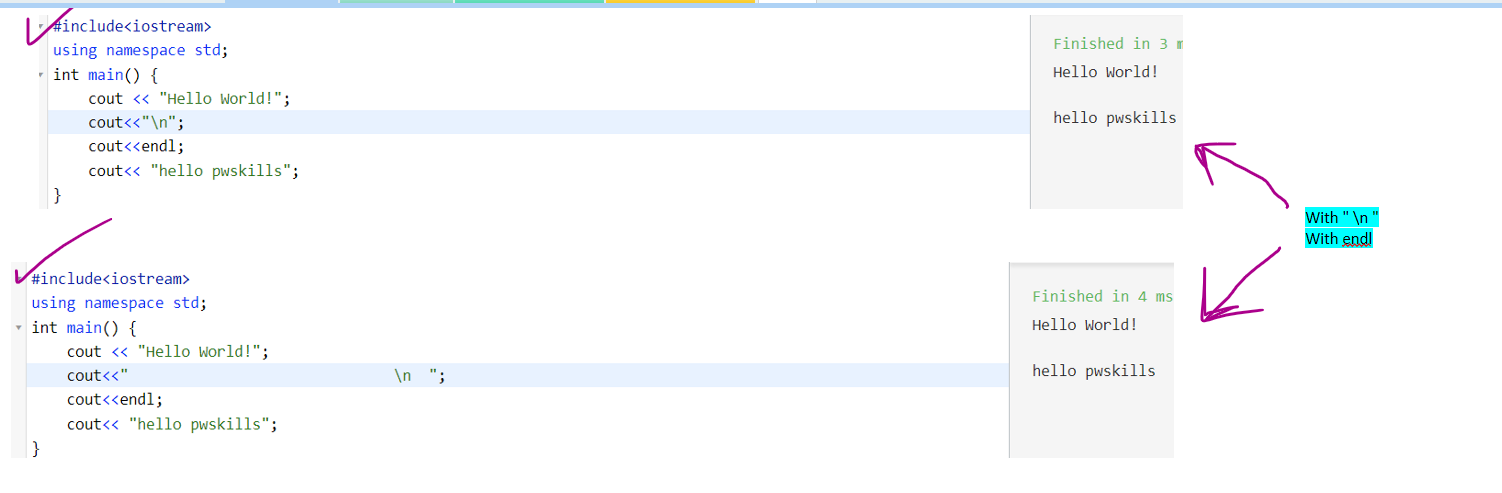 #include<iostream>
using namespace std;
int main() {
cout << "Hello World!";
cout<<"\n";
cout<<endl;
cout<< "hello pwskills";
}
Finished in 3 m
Hello World!
hello pwskills
With " \n "
With endl
#include<iostream>
using namespace std;
int main() {
cout << "Hello World!";
cout<<"                              \n  ";
cout<<endl;
cout<< "hello pwskills";
}
Finished in 4 ms
Hello World!
hello pwskills